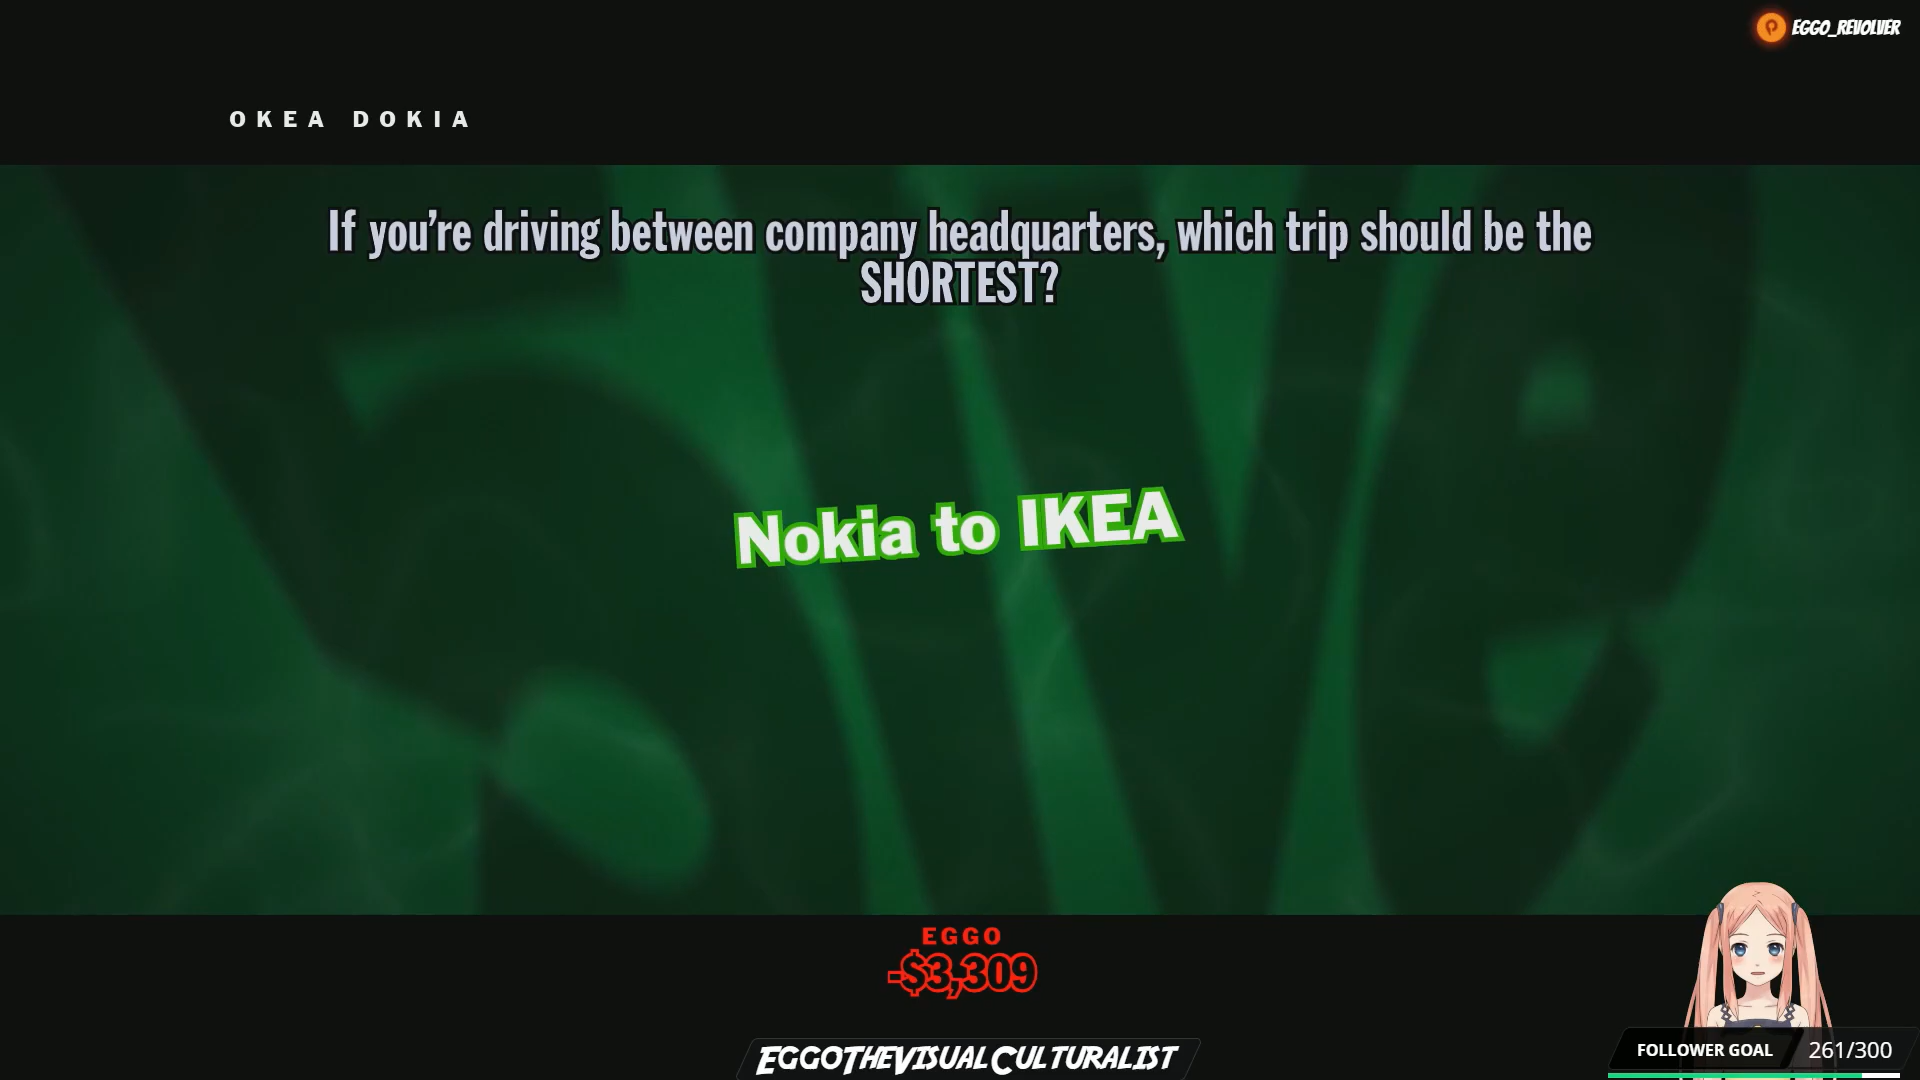 EGGO_REVOLVER
OKEA DOKIA
If you're driving between company headquarters, which trip should be the
SHORTEST?
Nokia to IKEA
EGGO
-$3,309
EGGOTHEVISUALCULTURALIST
FOLLOWER GOAL 261/300